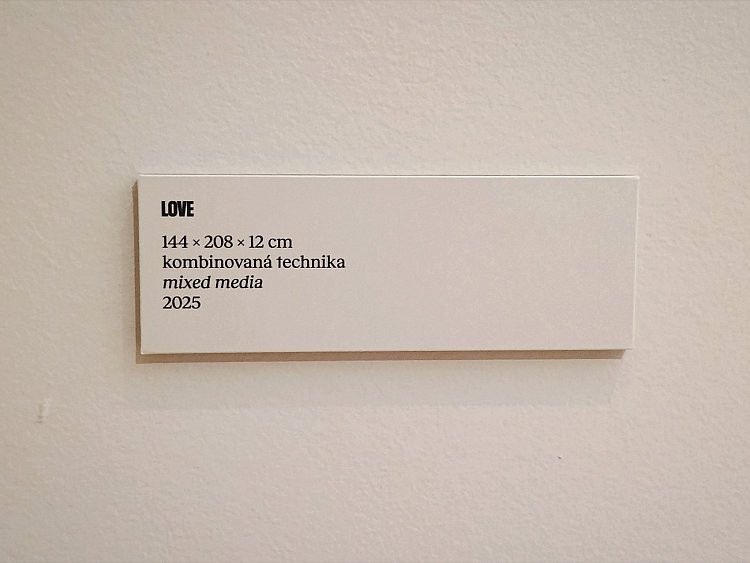 LOVE
144 × 208 × 12 cm
kombinovaná technika
mixed media
2025